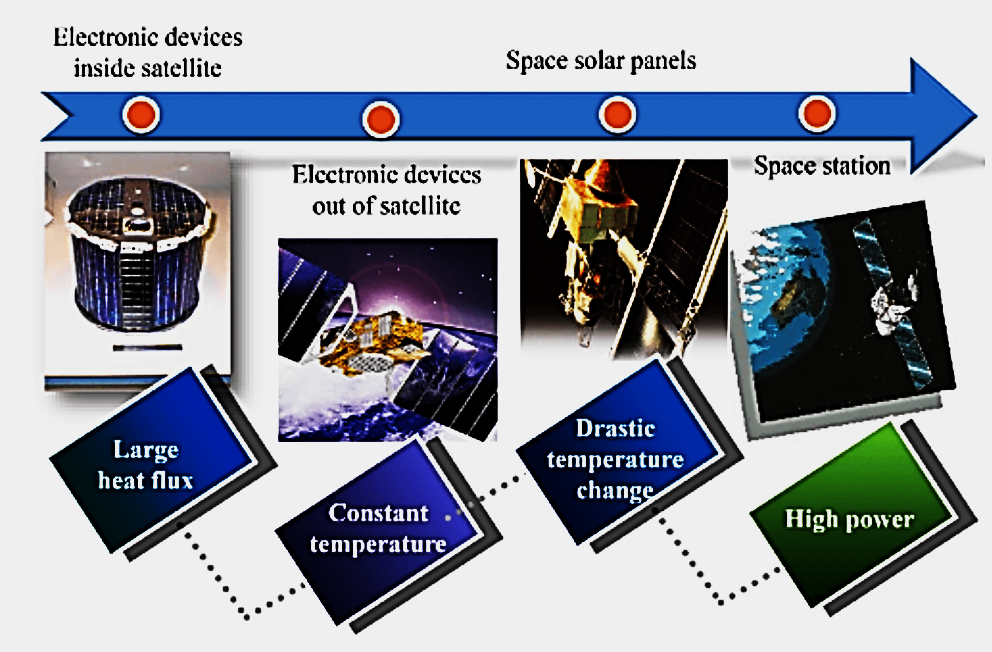 Electronic devices
inside satellite
Space solar panels
Electronic devices
out of satellite
Space station
Large
heat flux
Constant
temperature
Drastic
temperature
change
High power